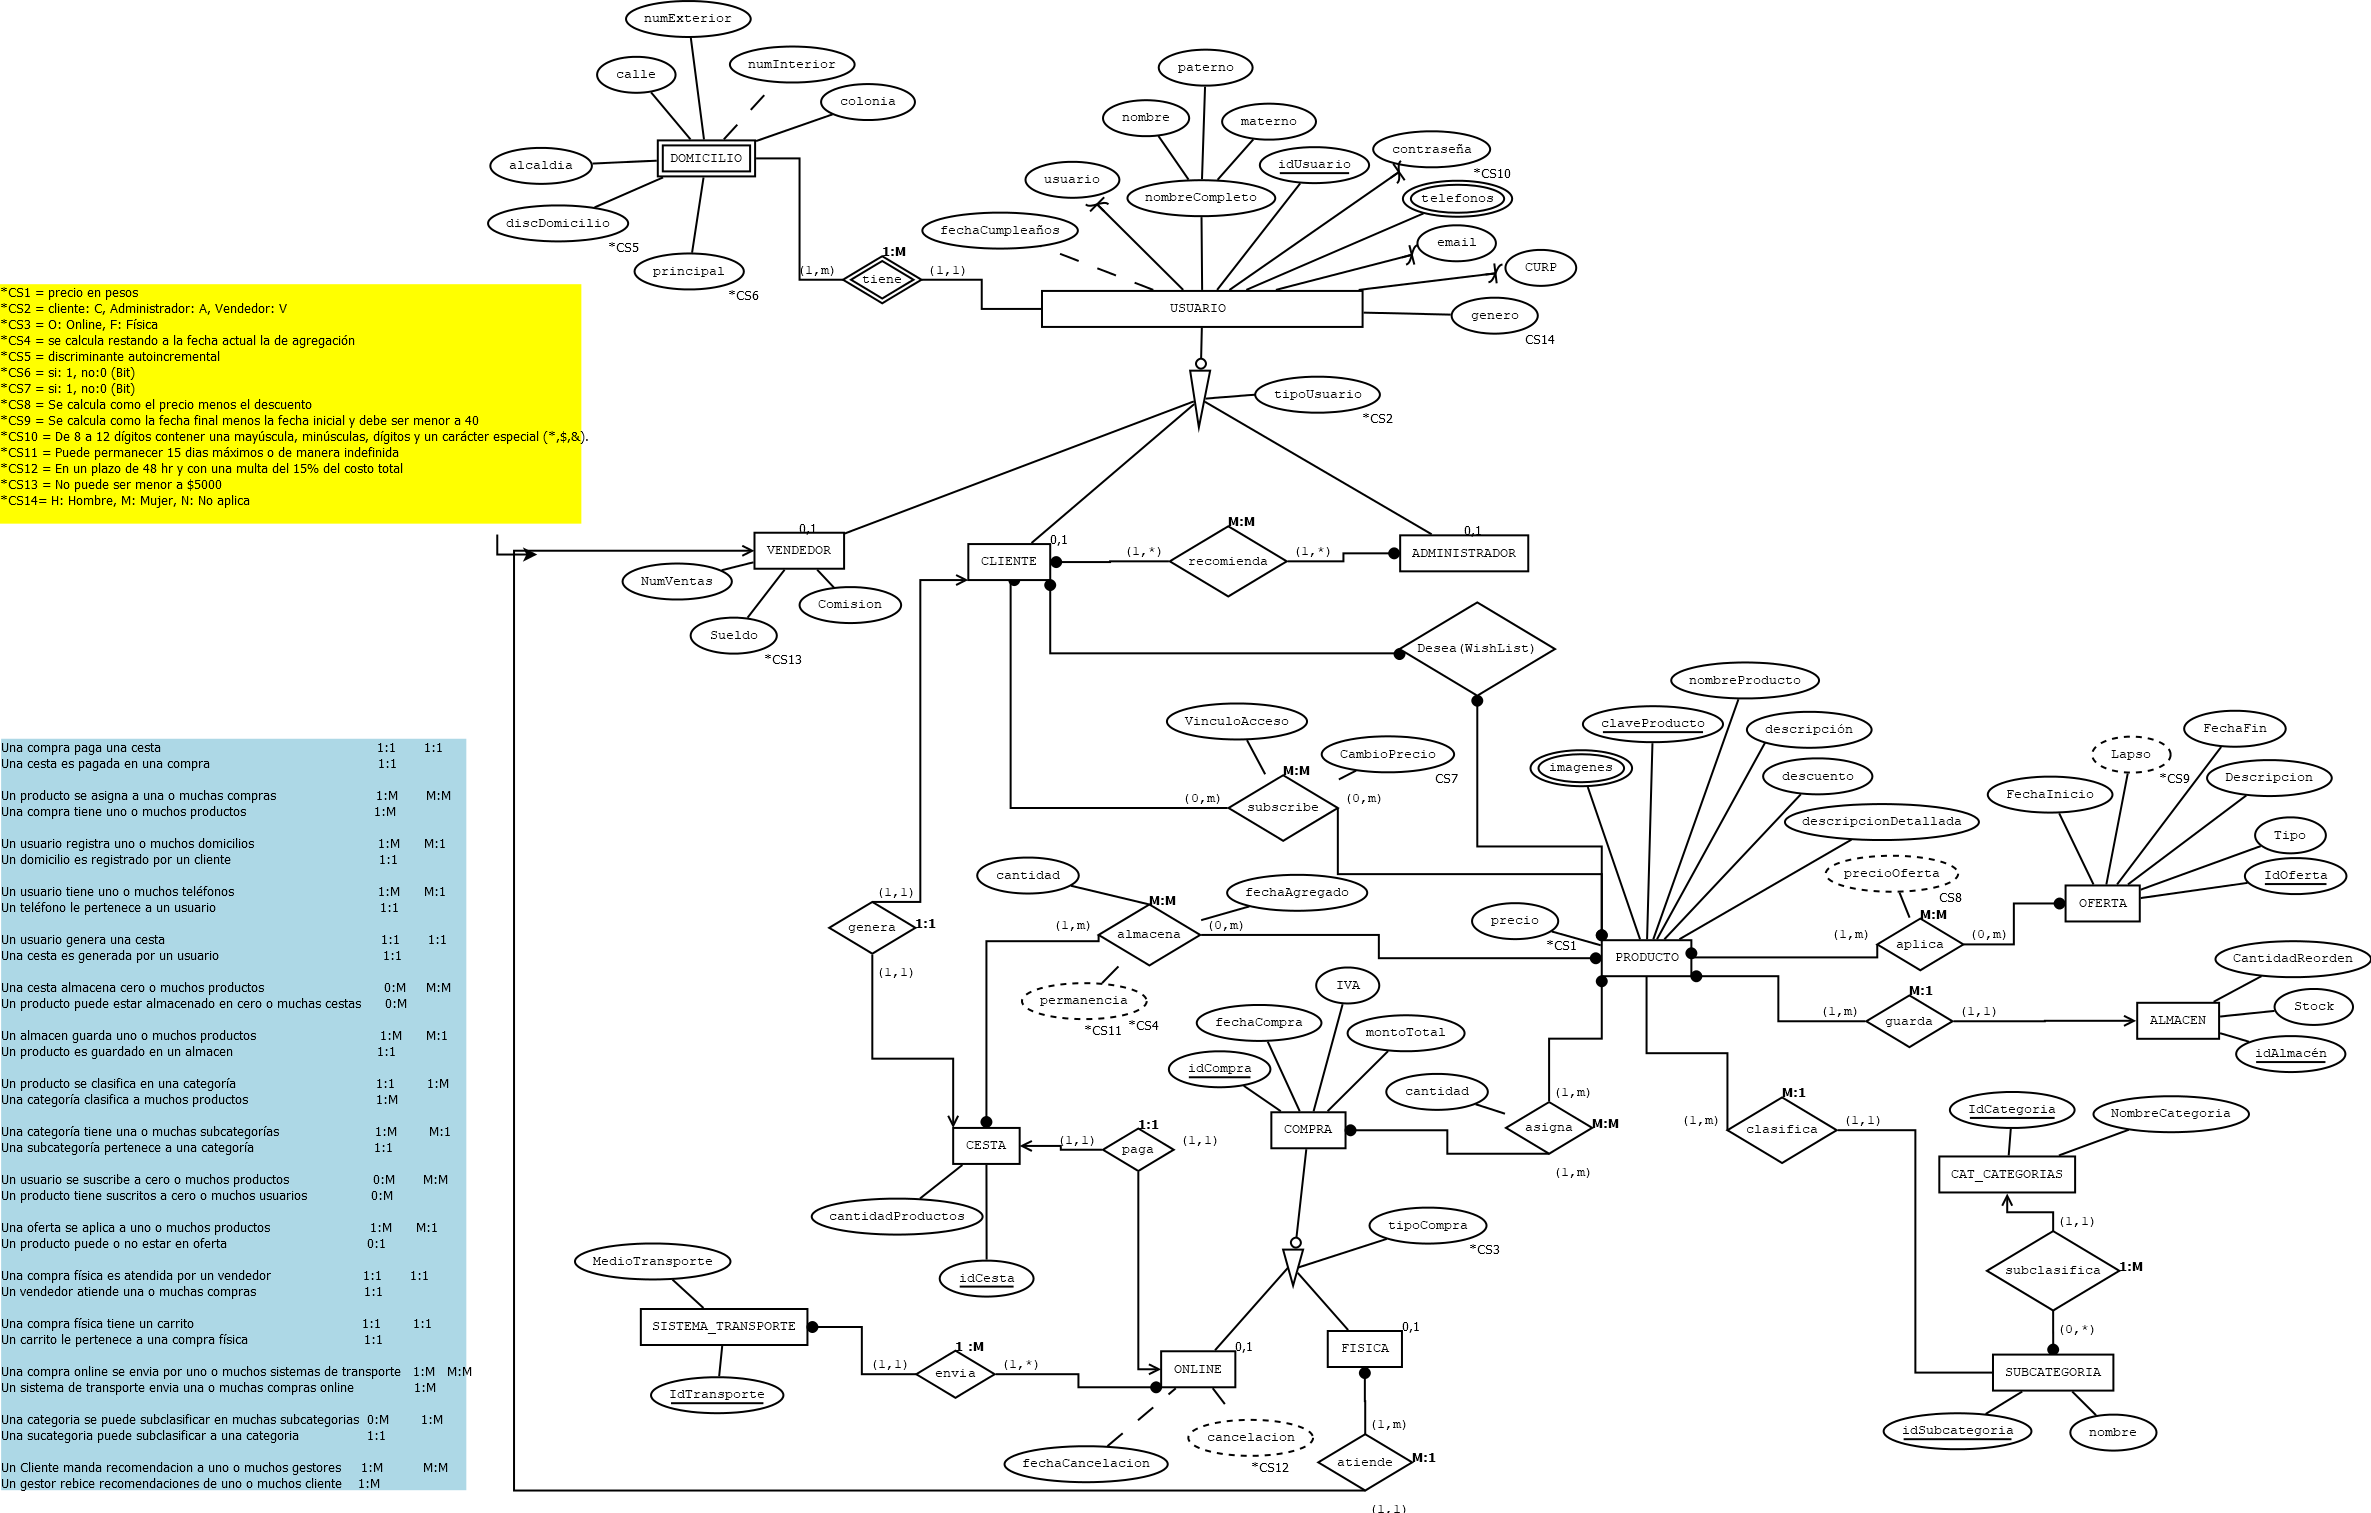 numExterior
calle
numInterior
colonia
DOMICILIO
alcaldia
discDomicilio
*CS5
principal
*CS6
1:M
(1,m)
tiene
(1,1)
paterno
nombre
materno
idUsuario
contraseña
*CS10
usuario
nombreCompleto
telefonos
fechaCumpleaños
email
CURP
USUARIO
genero
CS14
tipoUsuario
*CS2
*CS1 = precio en pesos
*CS2 = cliente: C, Administrador: A, Vendedor: V
*CS3 = O: Online, F: Física
*CS4 = se calcula restando a la fecha actual la de agregación
*CS5 = discriminante autoincremental
*CS6 = si: 1, no:0 (Bit)
*CS7 = si: 1, no:0 (Bit)
*CS8 = Se calcula como el precio menos el descuento
*CS9 = Se calcula como la fecha final menos la fecha inicial y debe ser menor a 40
*CS10 = De 8 a 12 dígitos contener una mayúscula, minúsculas, dígitos y un carácter especial (*,$,&).
*CS11 = Puede permanecer 15 dias máximos o de manera indefinida
*CS12 = En un plazo de 48 hr y con una multa del 15% del costo total
*CS13 = No puede ser menor a $5000
*CS14= H: Hombre, M: Mujer, N: No aplica
0,1
VENDEDOR
NumVentas
Comision
Sueldo
*CS13
0,1
CLIENTE
M:M
(1,*)
recomienda
(1,*)
0,1
ADMINISTRADOR
Desea(WishList)
VinculoAcceso
CambioPrecio
CS7
M:M
(0,m)
subscribe
(0,m)
nombreProducto
claveProducto
descripción
imagenes
descuento
descripcionDetallada
precio
*CS1
PRODUCTO
precioOferta
CS8
M:M
(1,m)
aplica
(0,m)
FechaFin
Lapso
*CS9
Descripcion
FechaInicio
Tipo
IdOferta
OFERTA
cantidad
fechaAgregado
M:M
(1,m)
almacena
(0,m)
permanencia
*CS11
*CS4
(1,1)
genera
1:1
(1,1)
CantidadReorden
Stock
ALMACEN
idAlmacén
M:1
(1,m)
guarda
(1,1)
IVA
fechaCompra
montoTotal
idCompra
COMPRA
cantidad
(1,m)
asigna
M:M
(1,m)
M:1
(1,m)
clasifica
(1,1)
IdCategoria
NombreCategoria
CAT_CATEGORIAS
(1,1)
subclasifica
1:M
(0,*)
SUBCATEGORIA
idSubcategoria
nombre
CESTA
1:1
(1,1)
paga
(1,1)
cantidadProductos
idCesta
tipoCompra
*CS3
MedioTransporte
SISTEMA_TRANSPORTE
IdTransporte
1 :M
(1,1)
envia
(1,*)
0,1
ONLINE
0,1
FISICA
fechaCancelacion
cancelacion
*CS12
(1,m)
atiende
M:1
(1,1)
Una compra paga una cesta 1:1 1:1
Una cesta es pagada en una compra 1:1
Un producto se asigna a una o muchas compras 1:M M:M
Una compra tiene uno o muchos productos 1:M
Un usuario registra uno o muchos domicilios 1:M M:1
Un domicilio es registrado por un cliente 1:1
Un usuario tiene uno o muchos teléfonos 1:M M:1
Un teléfono le pertenece a un usuario 1:1
Un usuario genera una cesta 1:1 1:1
Una cesta es generada por un usuario 1:1
Una cesta almacena cero o muchos productos 0:M M:M
Un producto puede estar almacenado en cero o muchas cestas 0:M
Un almacen guarda uno o muchos productos 1:M M:1
Un producto es guardado en un almacen 1:1
Un producto se clasifica en una categoría 1:1 1:M
Una categoría clasifica a muchos productos 1:M
Una categoría tiene una o muchas subcategorías 1:M M:1
Una subcategoría pertenece a una categoría 1:1
Un usuario se suscribe a cero o muchos productos 0:M M:M
Un producto tiene suscritos a cero o muchos usuarios 0:M
Una oferta se aplica a uno o muchos productos 1:M M:1
Un producto puede o no estar en oferta 0:1
Una compra física es atendida por un vendedor 1:1 1:1
Un vendedor atiende una o muchas compras 1:1
Una compra física tiene un carrito 1:1 1:1
Un carrito le pertenece a una compra física 1:1
Una compra online se envia por uno o muchos sistemas de transporte 1:M M:M
Un sistema de transporte envia una o muchas compras online 1:M
Una categoria se puede subclasificar en muchas subcategorias 0:M 1:M
Una sucategoria puede subclasificar a una categoria 1:1
Un Cliente manda recomendacion a uno o muchos gestores 1:M M:M
Un gestor rebice recomendaciones de uno o muchos cliente 1:M